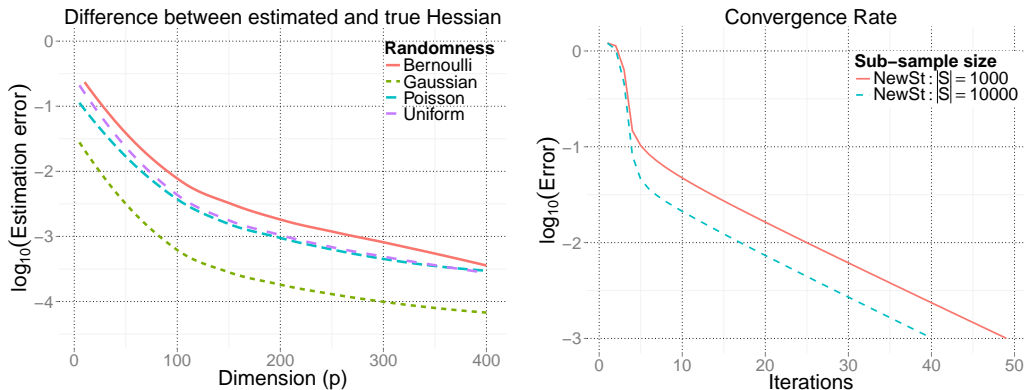 Difference between estimated and true Hessian
log10(Estimation error)
0
−1
−2
−3
−4
Randomness
Bernoulli
Gaussian
Poisson
Uniform
0 100 200 300 400
Dimension (p)
Convergence Rate
log10(Error)
0
−1
−2
−3
Sub−sample size
NewSt : |S| = 1000
NewSt : |S| = 10000
0 10 20 30 40 50
Iterations